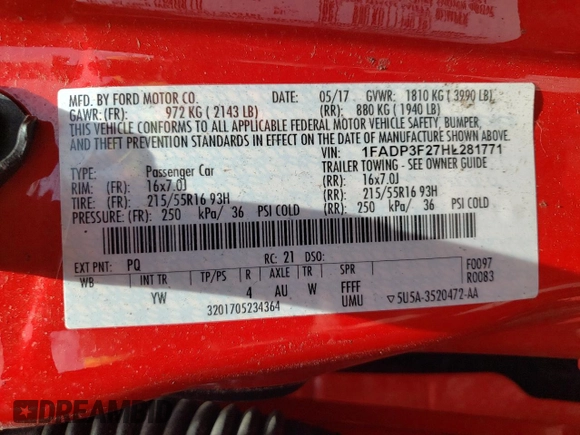 MFD. BY FORD MOTOR CO. DATE: 05/17 GVWR: 1810 KG ( 3990 LB)
GAWR: (FR): 972 KG ( 2143 LB) (RR): 880 KG ( 1940 LB)
THIS VEHICLE CONFORMS TO ALL APPLICABLE FEDERAL MOTOR VEHICLE SAFETY, BUMPER,
AND THEFT PREVENTION STANDARDS IN EFFECT ON THE DATE OF MANUFACTURE SHOWN ABOVE.
VIN: 1FADP3F27HL281771
TYPE: Passenger Car TRAILER TOWING - SEE OWNER GUIDE
RIM: (FR): 16x7.0J (RR): 16x7.0J
TIRE: (FR): 215/55R16 93H (RR): 215/55R16 93H
PRESSURE: (FR): 250 kPa/ 36 PSI COLD (RR): 250 kPa/ 36 PSI COLD
EXT PNT: PQ RC: 21 DSO: F0097
WB INT TR TP/PS R AXLE TR SPR R0083
YW 4 AU W FFFF
UMU
3201705234364 ▽5U5A-3520472-AA
DREAMBID